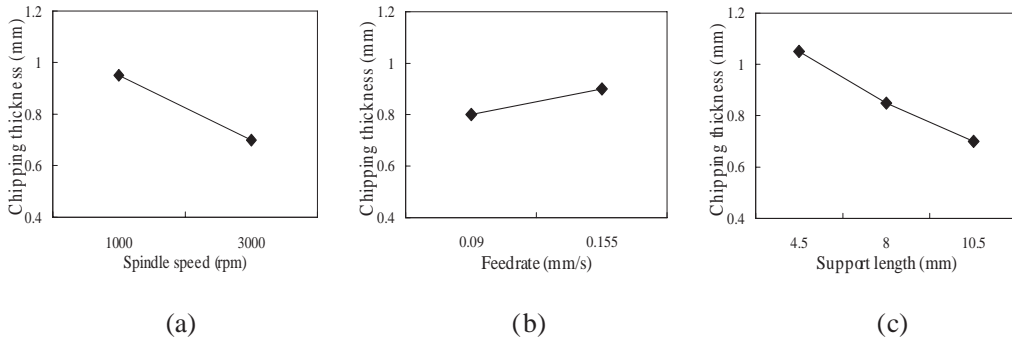 1.2
1
0.8
0.6
0.4
Chipping thickness (mm)
1000
3000
Spindle speed (rpm)
(a)
1.2
1
0.8
0.6
0.4
Chipping thickness (mm)
0.09
0.155
Feedrate (mm/s)
(b)
1.2
1
0.8
0.6
0.4
Chipping thickness (mm)
4.5
8
10.5
Support length (mm)
(c)